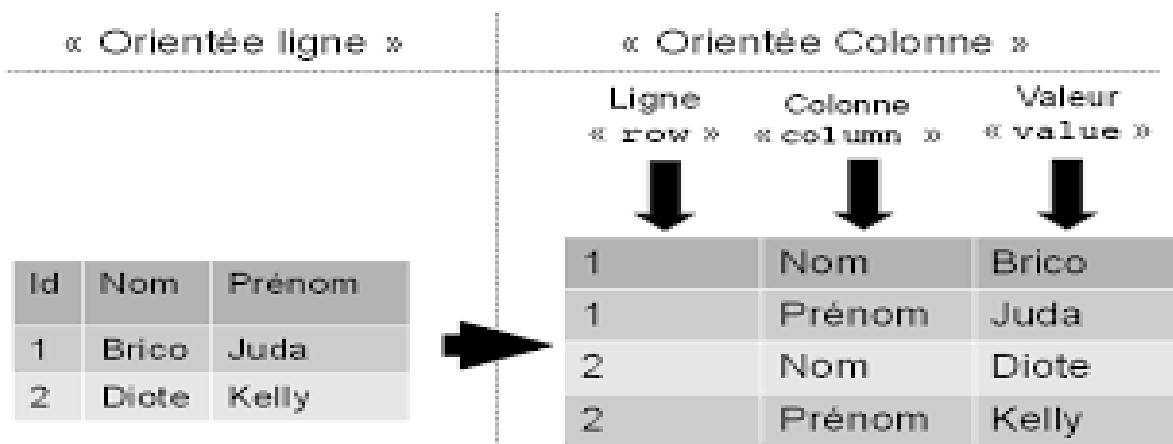 « Orientée ligne »
Id Nom Prénom
1 Brico Juda
2 Diote Kelly
« Orientée Colonne »
Ligne « row »
Colonne « column »
Valeur « value »
1 Nom Brico
1 Prénom Juda
2 Nom Diote
2 Prénom Kelly